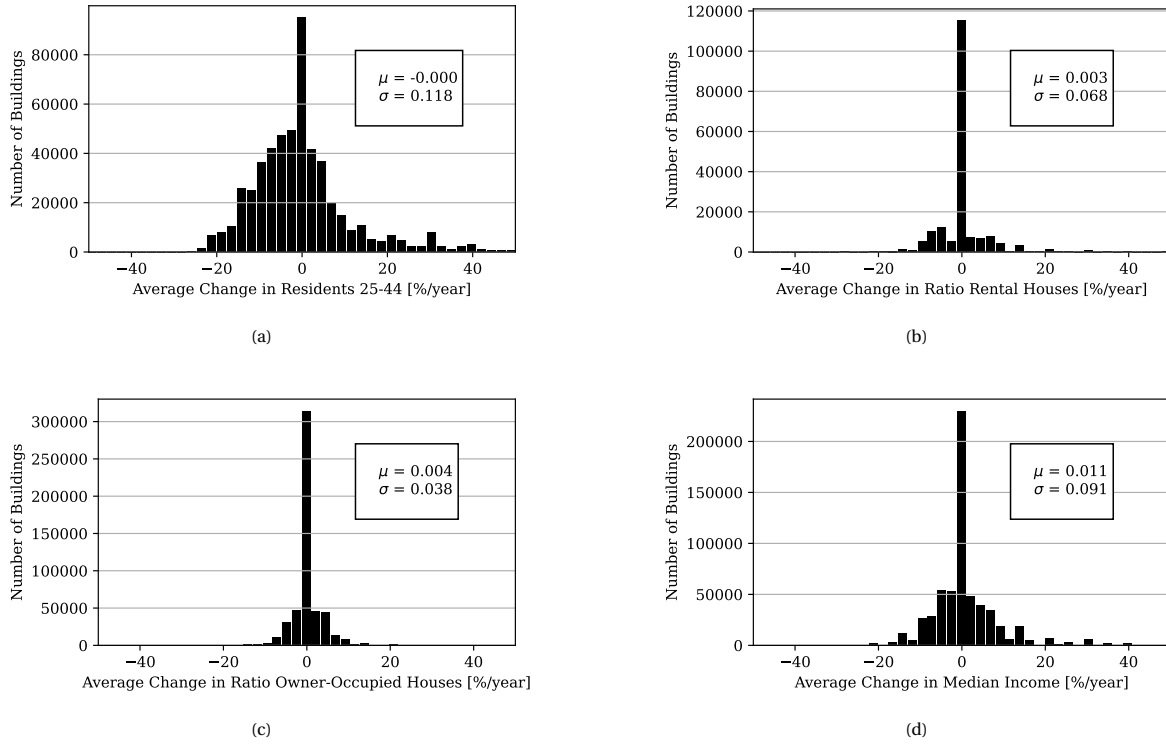 Number of Buildings
80000
60000
40000
20000
0
μ = -0.000
σ = 0.118
−40 −20 0 20 40
Average Change in Residents 25-44 [%/year]
(a)
Number of Buildings
120000
100000
80000
60000
40000
20000
0
μ = 0.003
σ = 0.068
−40 −20 0 20 40
Average Change in Ratio Rental Houses [%/year]
(b)
Number of Buildings
300000
250000
200000
150000
100000
50000
0
μ = 0.004
σ = 0.038
−40 −20 0 20 40
Average Change in Ratio Owner-Occupied Houses [%/year]
(c)
Number of Buildings
200000
150000
100000
50000
0
μ = 0.011
σ = 0.091
−40 −20 0 20 40
Average Change in Median Income [%/year]
(d)